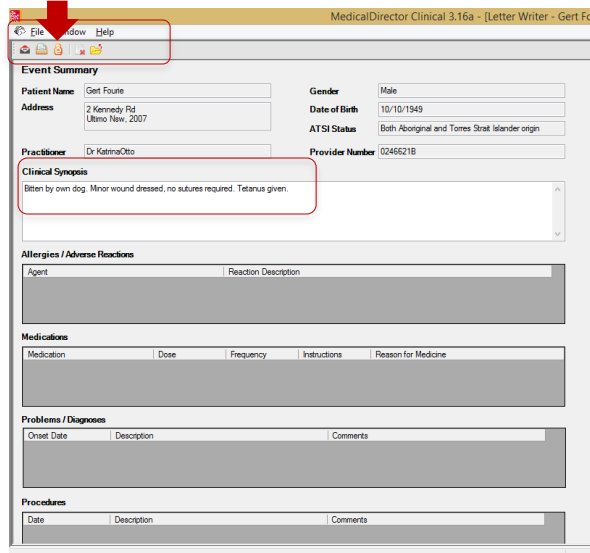 MedicalDirector Clinical 3.16a - [Letter Writer - Gert Fo
File dow Help
Event Summary
Patient Name Gert Fourie Gender Male
Address 2 Kennedy Rd Date of Birth 10/10/1949
Ultimo Nsw, 2007
ATSI Status Both Aboriginal and Torres Strait Islander origin
Practitioner Dr KatrinaOtto Provider Number 0246621B
Clinical Synopsis
Bitten by own dog. Minor wound dressed, no sutures required. Tetanus given.
Allergies / Adverse Reactions
Agent Reaction Description
Medications
Medication Dose Frequency Instructions Reason for Medicine
Problems / Diagnoses
Onset Date Description Comments
Procedures
Date Description Comments